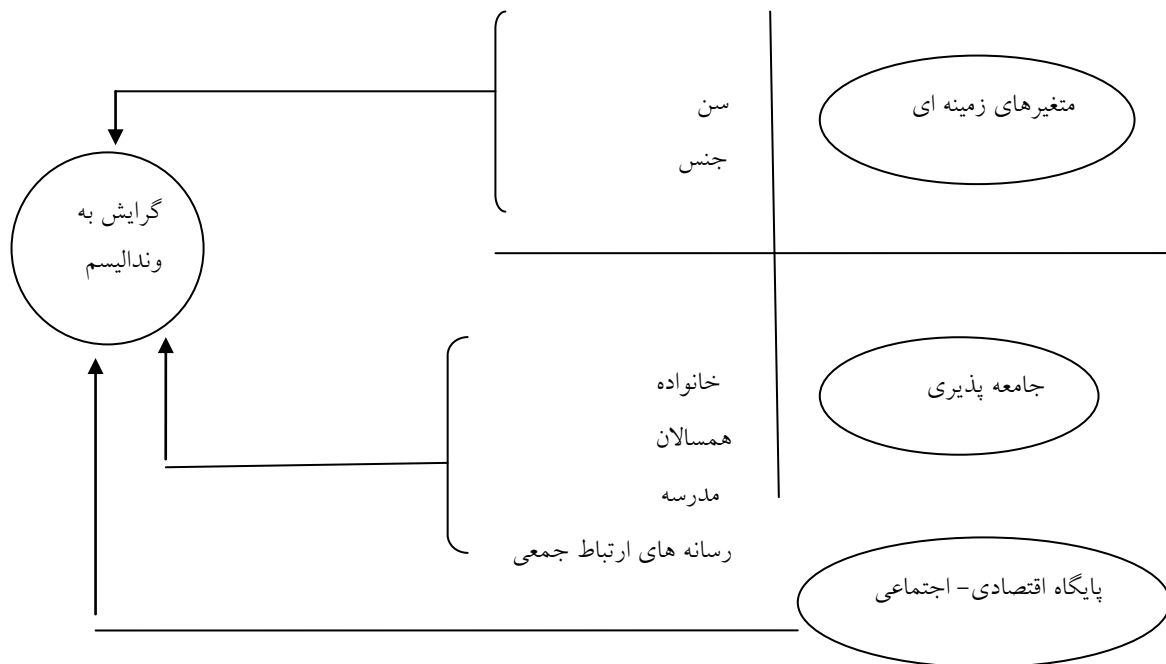 متغیرهای زمینه ای
سن
جنس
گرایش به
وندالیسم
جامعه پذیری
خانواده
همسالان
مدرسه
رسانه های ارتباط جمعی
پایگاه اقتصادی- اجتماعی